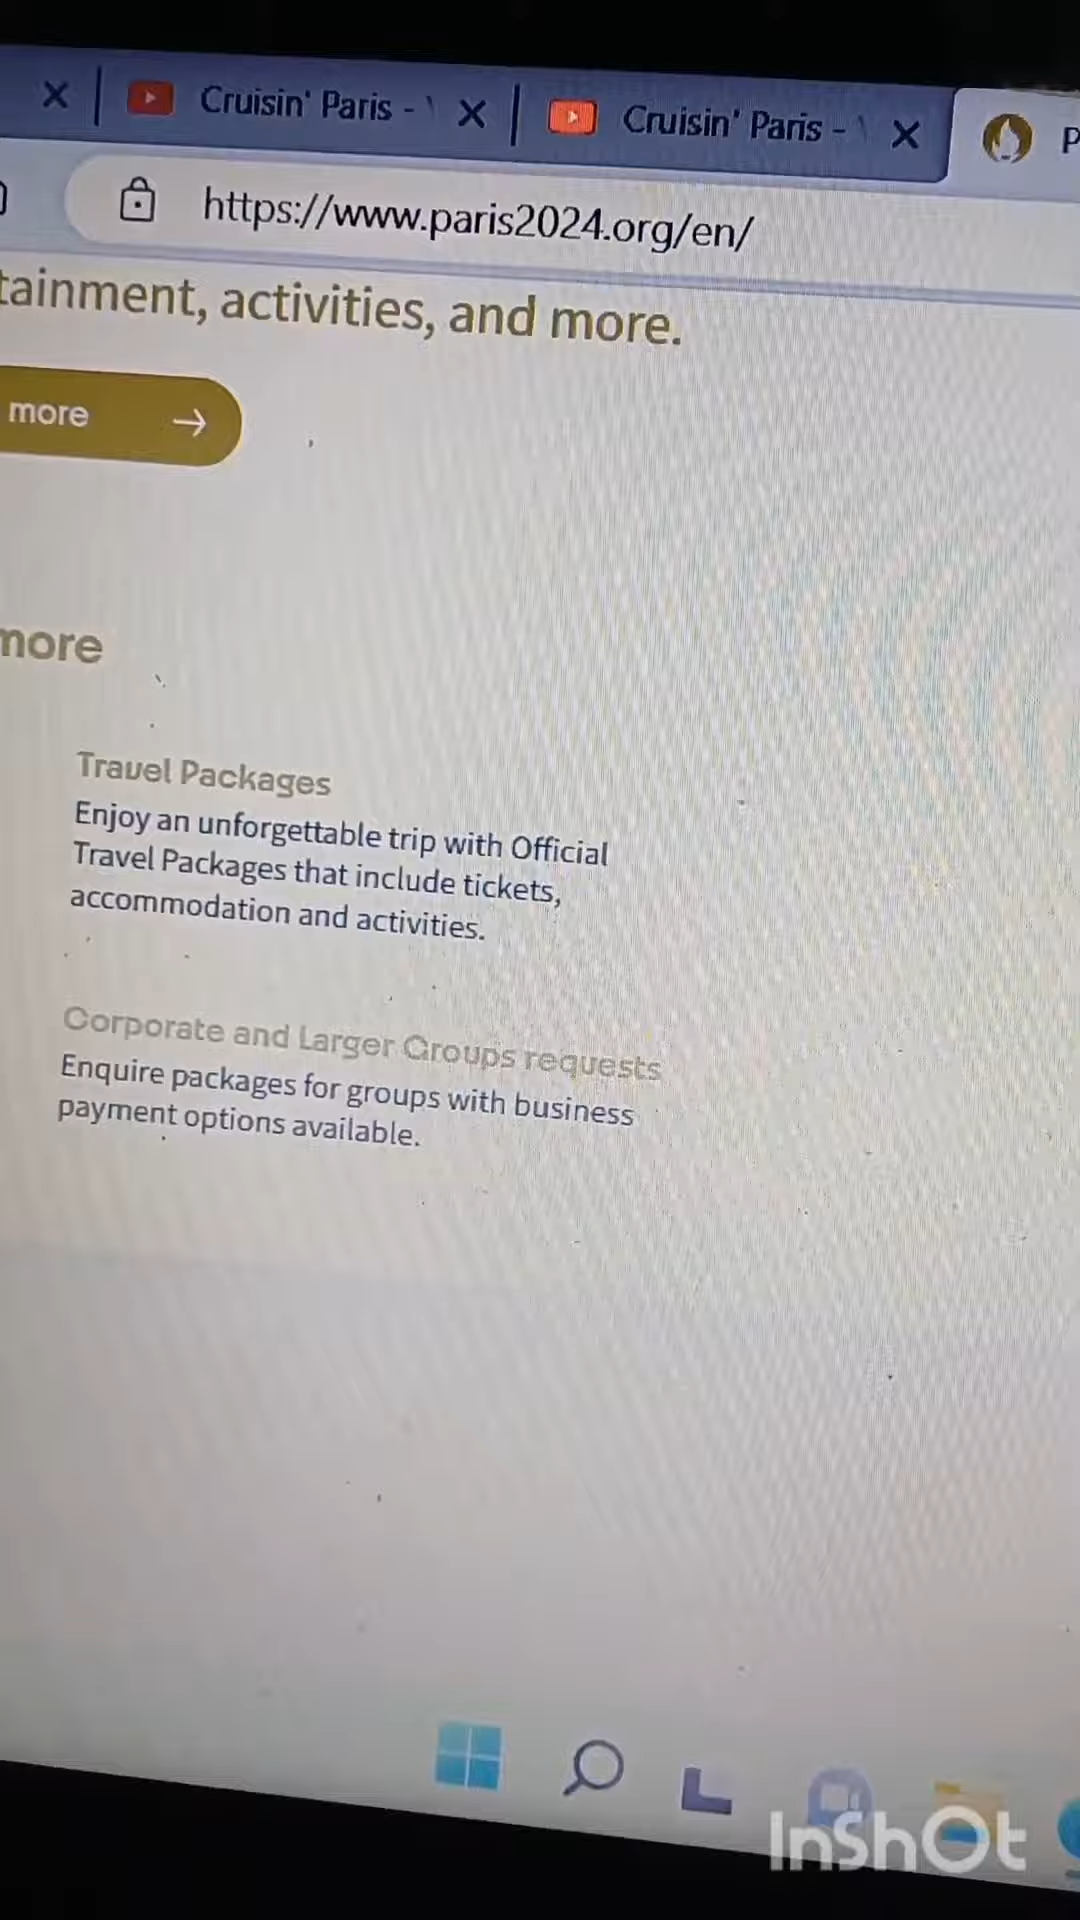 Cruisin' Paris -
Cruisin' Paris -
P
https://www.paris2024.org/en/
tainment, activities, and more.
more
more
Travel Packages
Enjoy an unforgettable trip with Official
Travel Packages that include tickets,
accommodation and activities.
Corporate and Larger Groups requests
Enquire packages for groups with business
payment options available.
InShOt